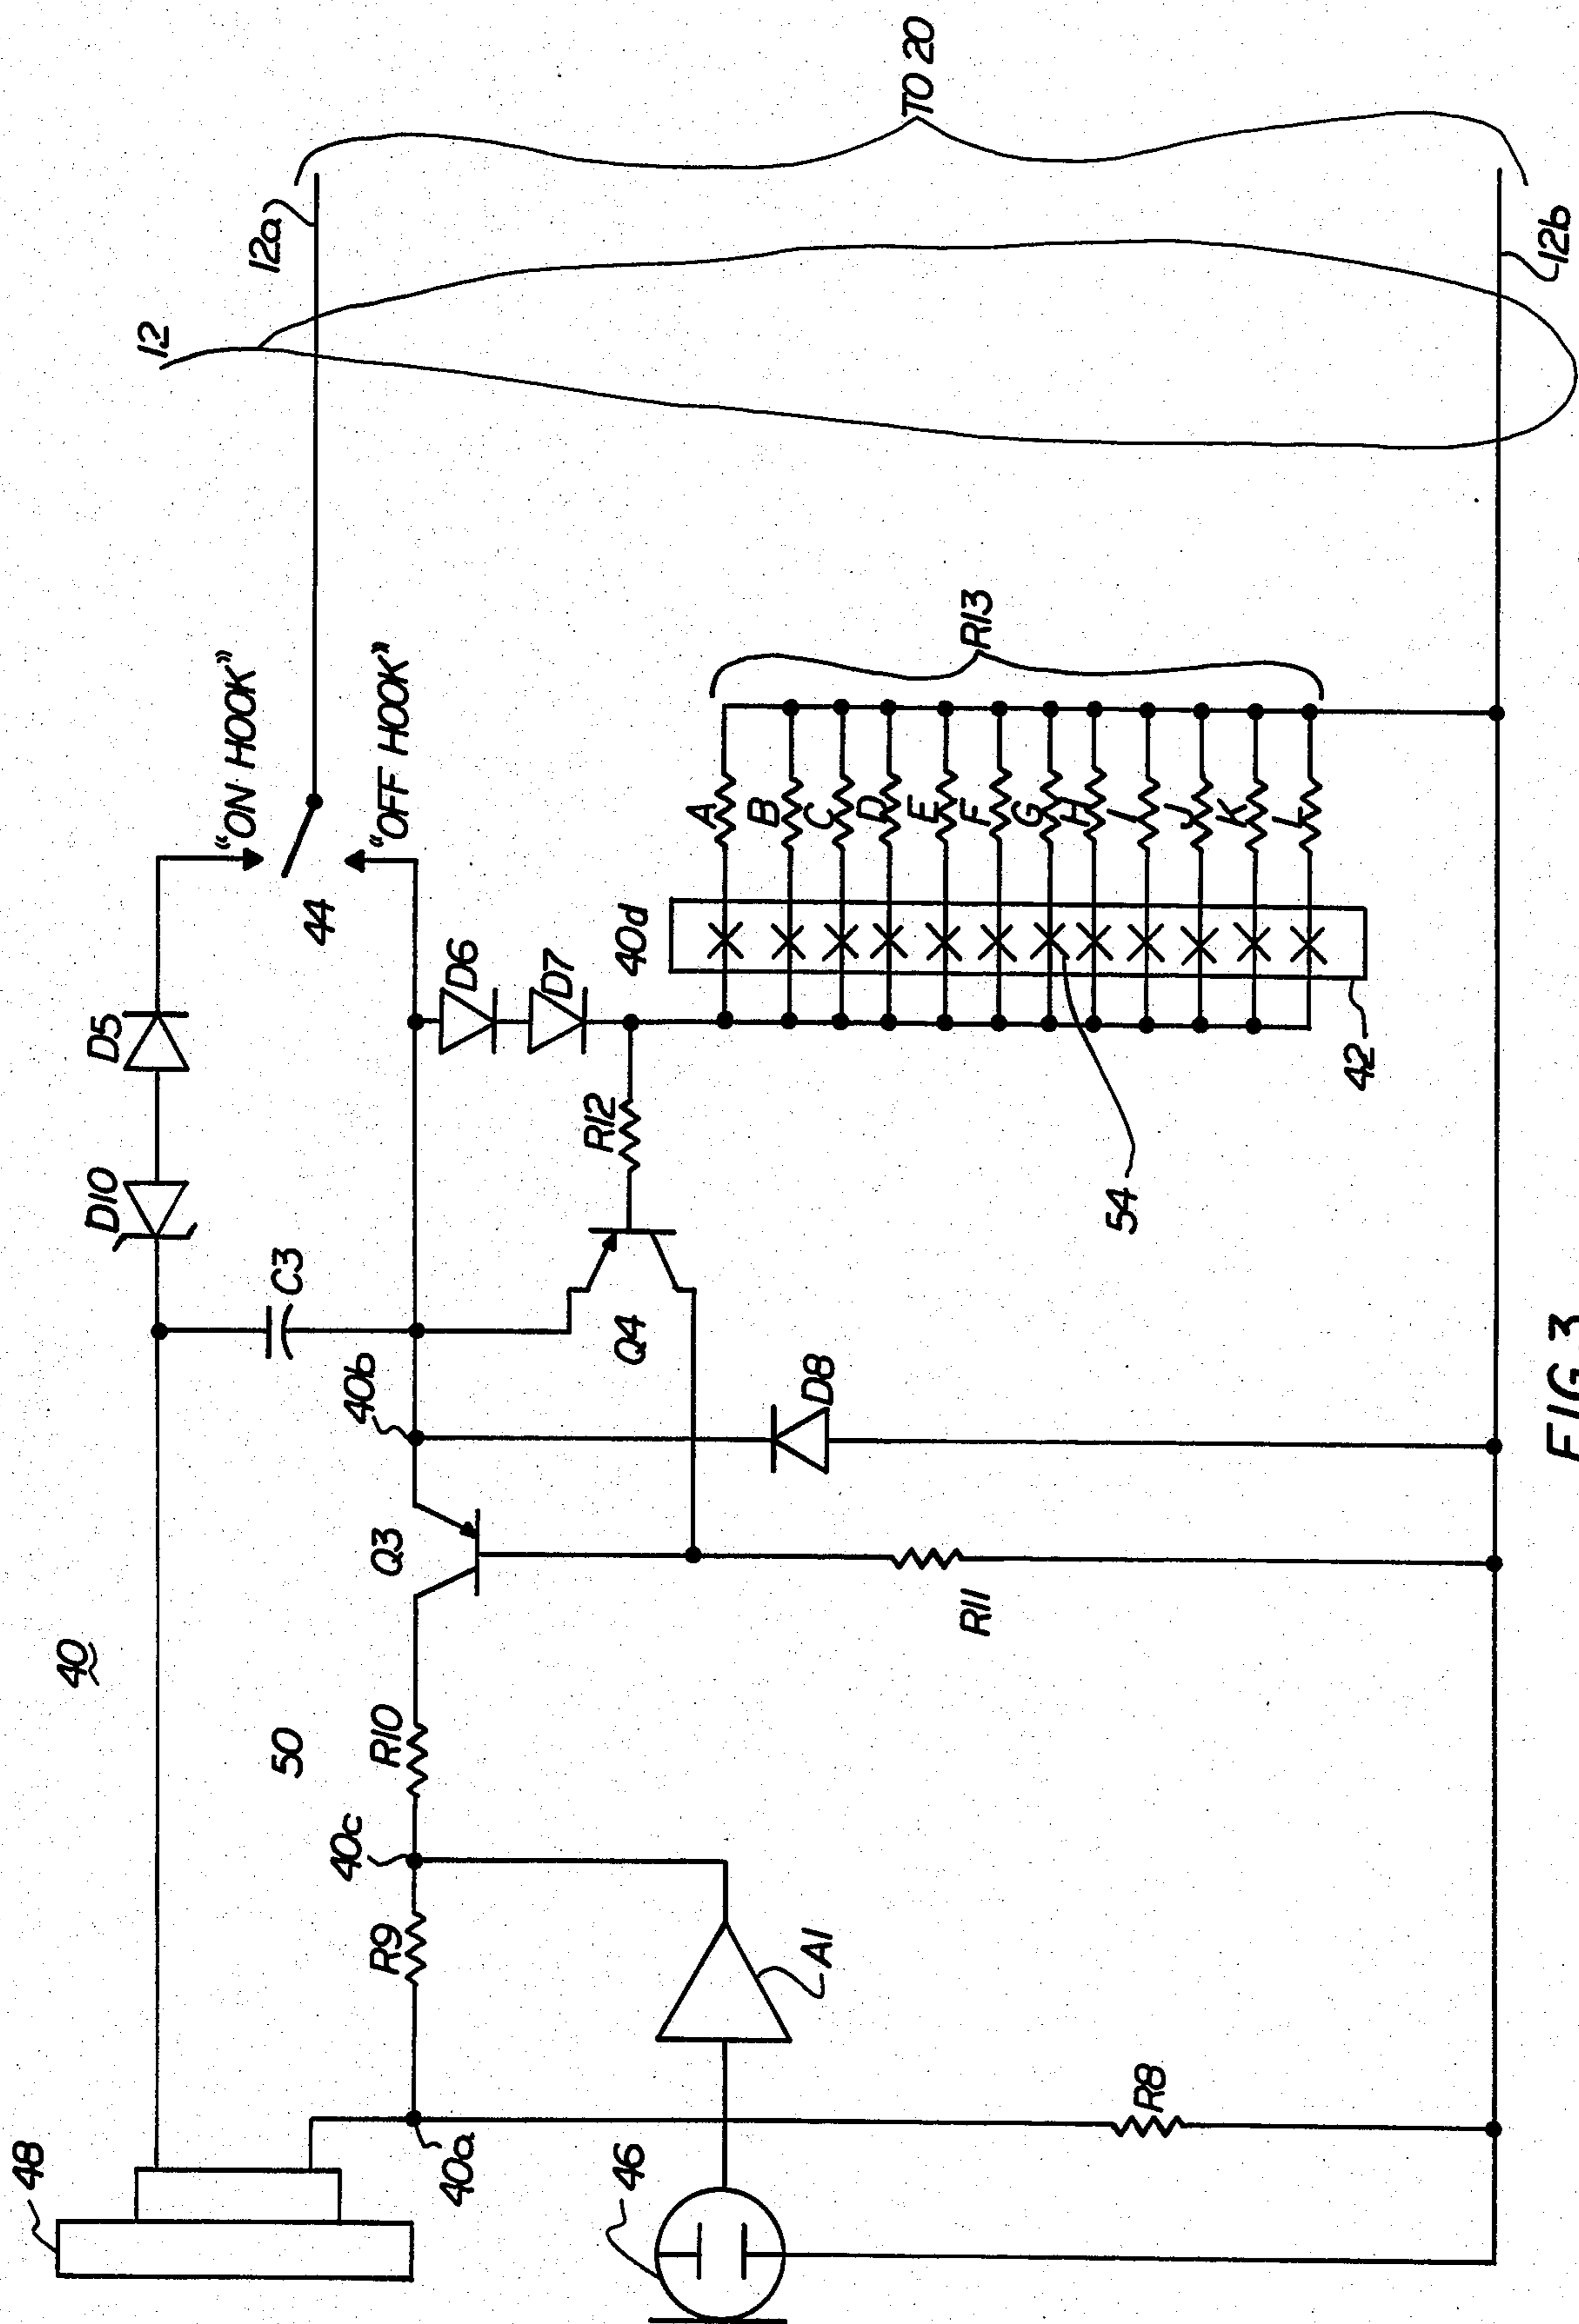 12
12a
TO 20
12b
"ON HOOK"
"OFF HOOK"
44
D5
D10
C3
D6
D7
40d
R13
A
B
C
D
E
F
G
H
I
J
K
L
42
54
R12
Q4
40b
D8
Q3
R11
40
50
R10
40c
R9
A1
R8
40a
48
46
FIG 3